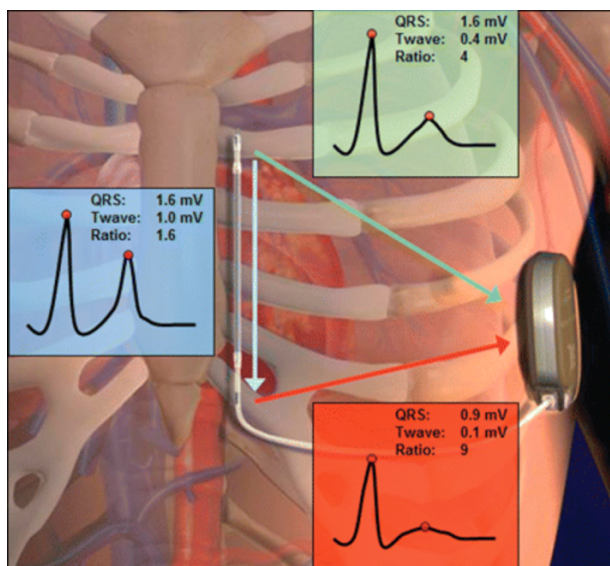 QRS: 1.6 mV
Twave: 0.4 mV
Ratio: 4
QRS: 1.6 mV
Twave: 1.0 mV
Ratio: 1.6
QRS: 0.9 mV
Twave: 0.1 mV
Ratio: 9